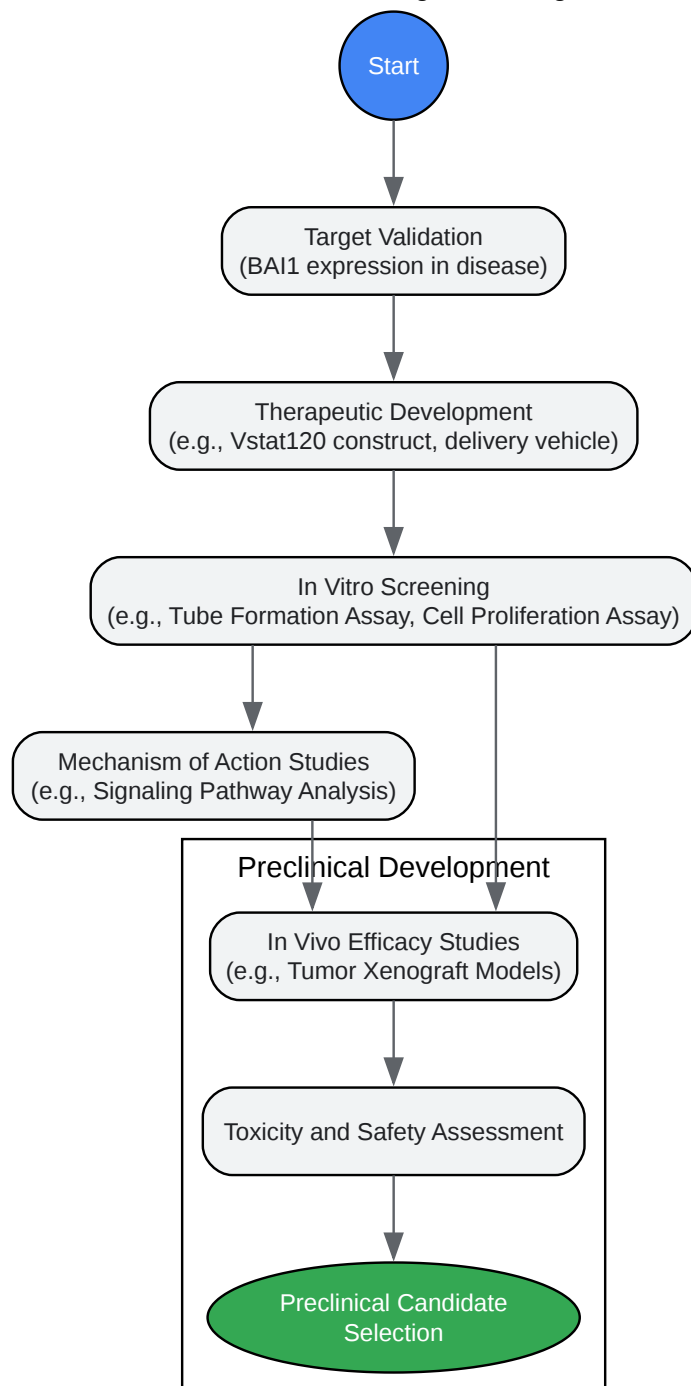 Start
Target Validation
(BAI1 expression in disease)
Therapeutic Development
(e.g., Vstat120 construct, delivery vehicle)
In Vitro Screening
(e.g., Tube Formation Assay, Cell Proliferation Assay)
Mechanism of Action Studies
(e.g., Signaling Pathway Analysis)
Preclinical Development
In Vivo Efficacy Studies
(e.g., Tumor Xenograft Models)
Toxicity and Safety Assessment
Preclinical Candidate
Selection